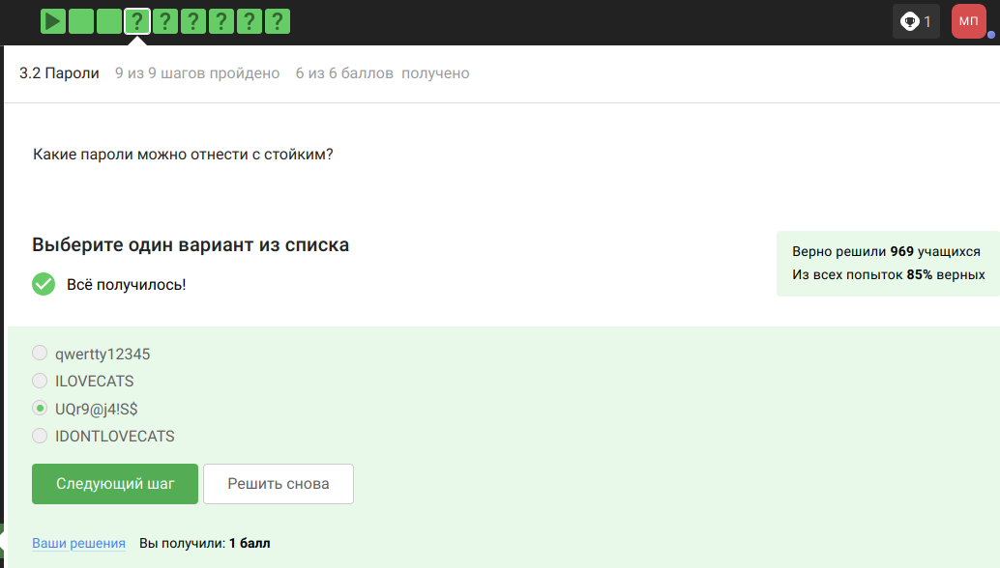 ? ? ? ? ? ?
1
МП
3.2 Пароли 9 из 9 шагов пройдено 6 из 6 баллов получено
Какие пароли можно отнести с стойким?
Выберите один вариант из списка
Всё получилось!
Верно решили 969 учащихся
Из всех попыток 85% верных
qwertty12345
ILOVECATS
UQr9@j4!S$
IDONTLOVECATS
Следующий шаг
Решить снова
Ваши решения Вы получили: 1 балл